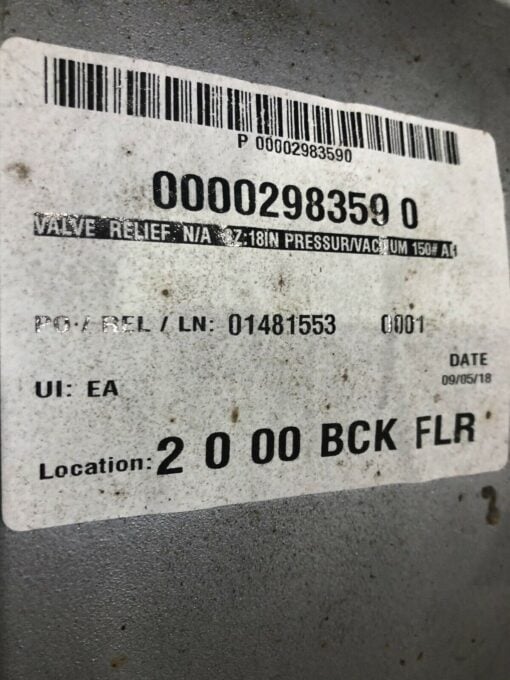 P 00002983590
0000298359 0
VALVE RELIEF N/A SZ:18IN PRESSUR/VACUUM 150#
PO / REL / LN: 01481553 0001
DATE
UI: EA
09/05/18
Location: 2 0 00 BCK FLR